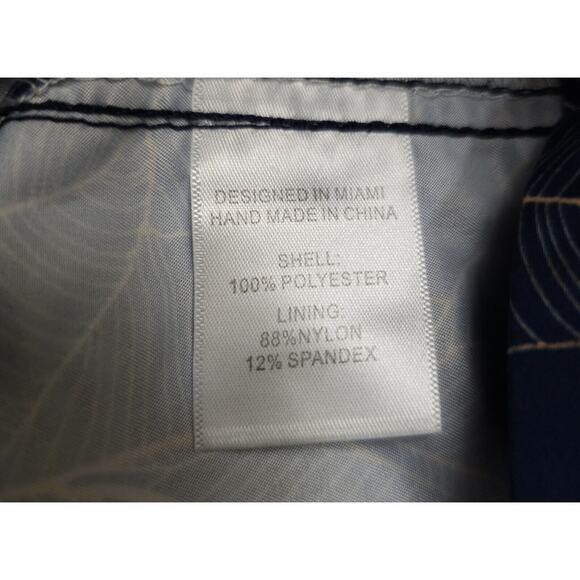 DESIGNED IN MIAMI
HAND MADE IN CHINA
SHELL:
100% POLYESTER
LINING:
88%NYLON
12% SPANDEX